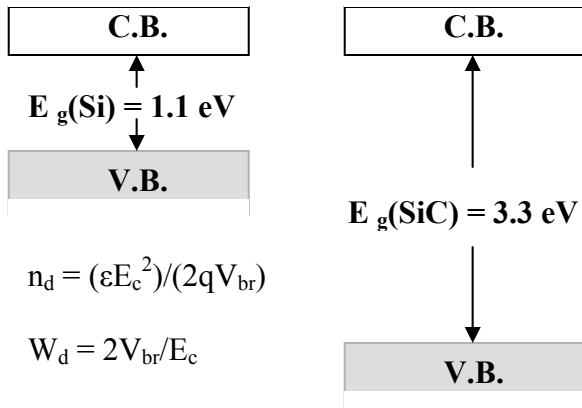 C.B.
E g(Si) = 1.1 eV
V.B.
n_d = (εE_c^2)/(2qV_br)
W_d = 2V_br/E_c
C.B.
E g(SiC) = 3.3 eV
V.B.